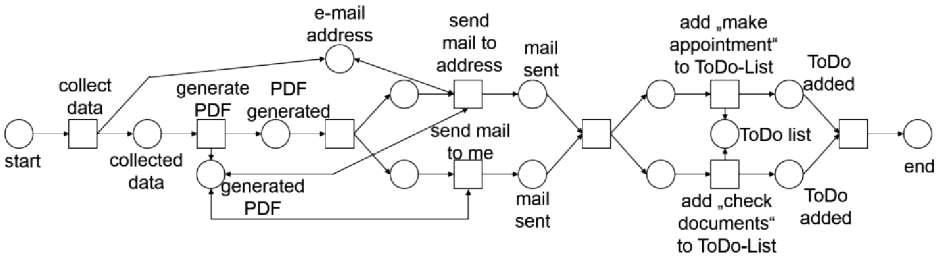 e-mail
address
send
mail to
address
mail
sent
add „make
appointment“
to ToDo-List
ToDo
added
collect
data
generate
PDF
PDF
generated
start
collected
data
generated
PDF
send mail
to me
mail
sent
ToDo list
add „check
documents“
to ToDo-List
ToDo
added
end